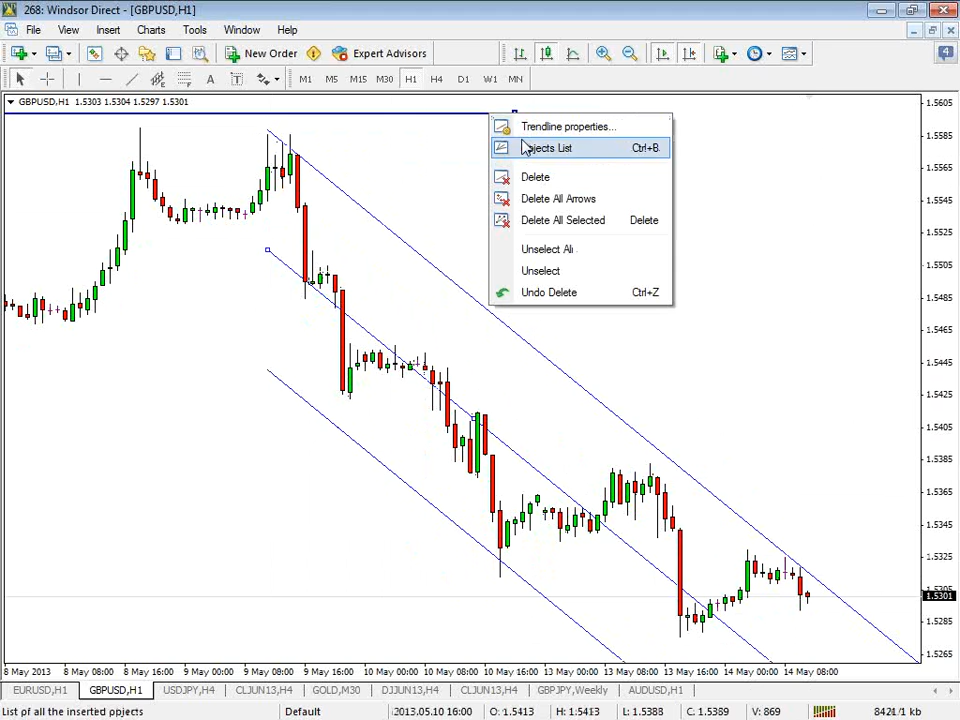 268: Windsor Direct - [GBPUSD,H1]
File View Insert Charts Tools Window Help
New Order Expert Advisors 4
A T M1 M5 M15 M30 H1 H4 D1 W1 MN
GBPUSD,H1 1.5303 1.5304 1.5297 1.5301
Trendline properties...
jects List Ctrl+B
Delete
Delete All Arrows
Delete All Selected Delete
Unselect All
Unselect
Undo Delete Ctrl+Z
1.5605
1.5585
1.5565
1.5545
1.5525
1.5505
1.5485
1.5465
1.5445
1.5425
1.5405
1.5385
1.5365
1.5345
1.5325
1.5305
1.5301
1.5285
1.5265
8 May 2013 8 May 08:00 8 May 16:00 9 May 00:00 9 May 08:00 9 May 16:00 10 May 00:00 10 May 08:00 10 May 16:00 13 May 00:00 13 May 08:00 13 May 16:00 14 May 00:00 14 May 08:00
EURUSD,H1 GBPUSD,H1 USDJPY,H4 CLJUN13,H4 GOLD,M30 DJJUN13,H4 CLJUN13,H4 GBPJPY,Weekly AUDUSD,H1
List of all the inserted objects Default 2013.05.10 16:00 O: 1.5413 H: 1.5413 L: 1.5388 C: 1.5389 V: 869 8421/1 kb